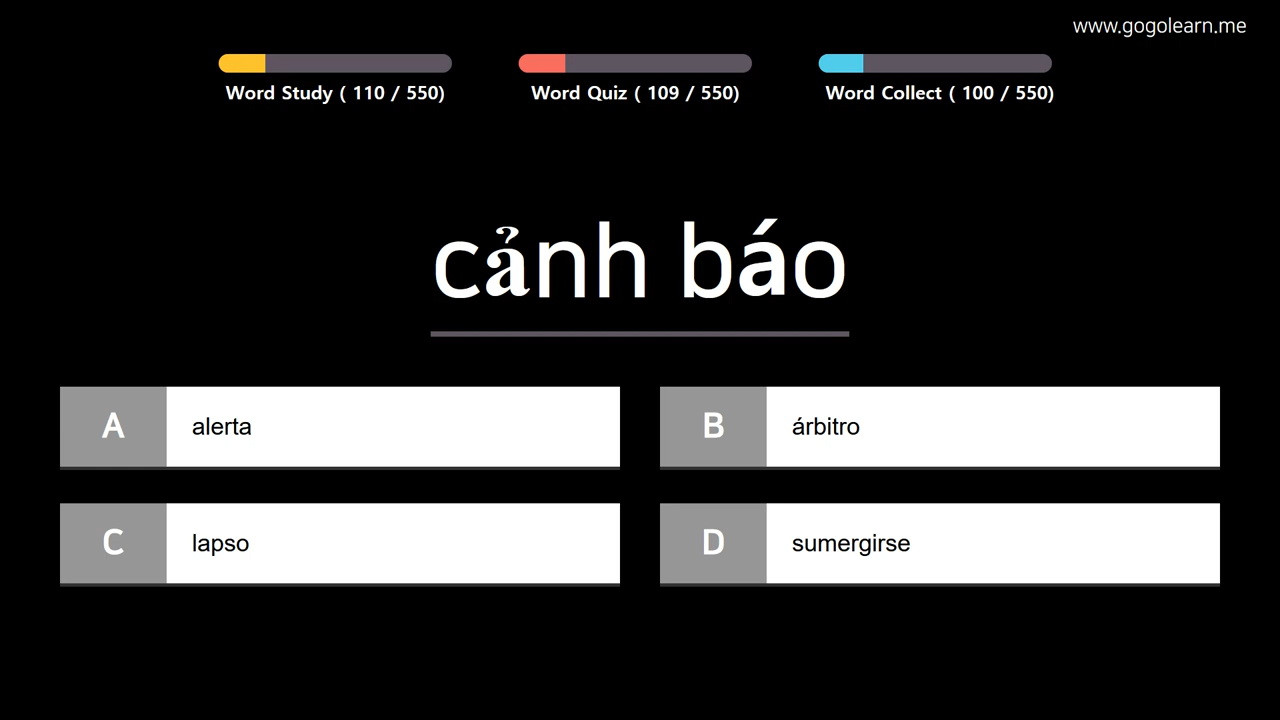 www.gogolearn.me
Word Study ( 110 / 550)
Word Quiz ( 109 / 550)
Word Collect ( 100 / 550)
cảnh báo
A alerta
B árbitro
C lapso
D sumergirse